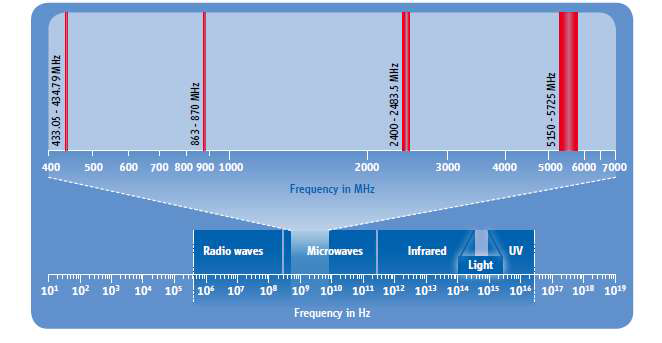 433.05 - 434.79 MHz
863 - 870 MHz
2400 - 2483.5 MHz
5150 - 5725 MHz
400 500 600 700 800 900 1000 2000 3000 4000 5000 6000 7000
Frequency in MHz
Radio waves Microwaves Infrared UV
Light
10¹ 10² 10³ 10⁴ 10⁵ 10⁶ 10⁷ 10⁸ 10⁹ 10¹⁰ 10¹¹ 10¹² 10¹³ 10¹⁴ 10¹⁵ 10¹⁶ 10¹⁷ 10¹⁸ 10¹⁹
Frequency in Hz